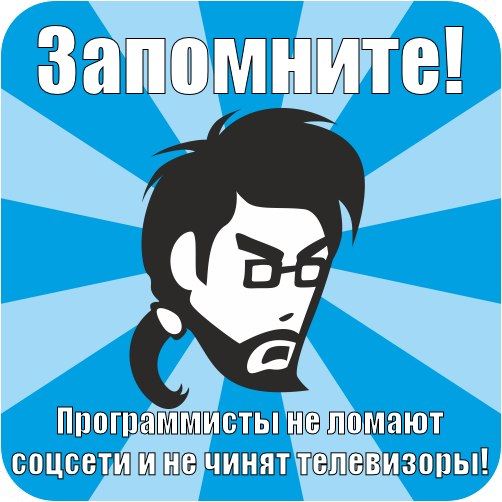 Запомните!
Программисты не ломают
соцсети и не чинят телевизоры!